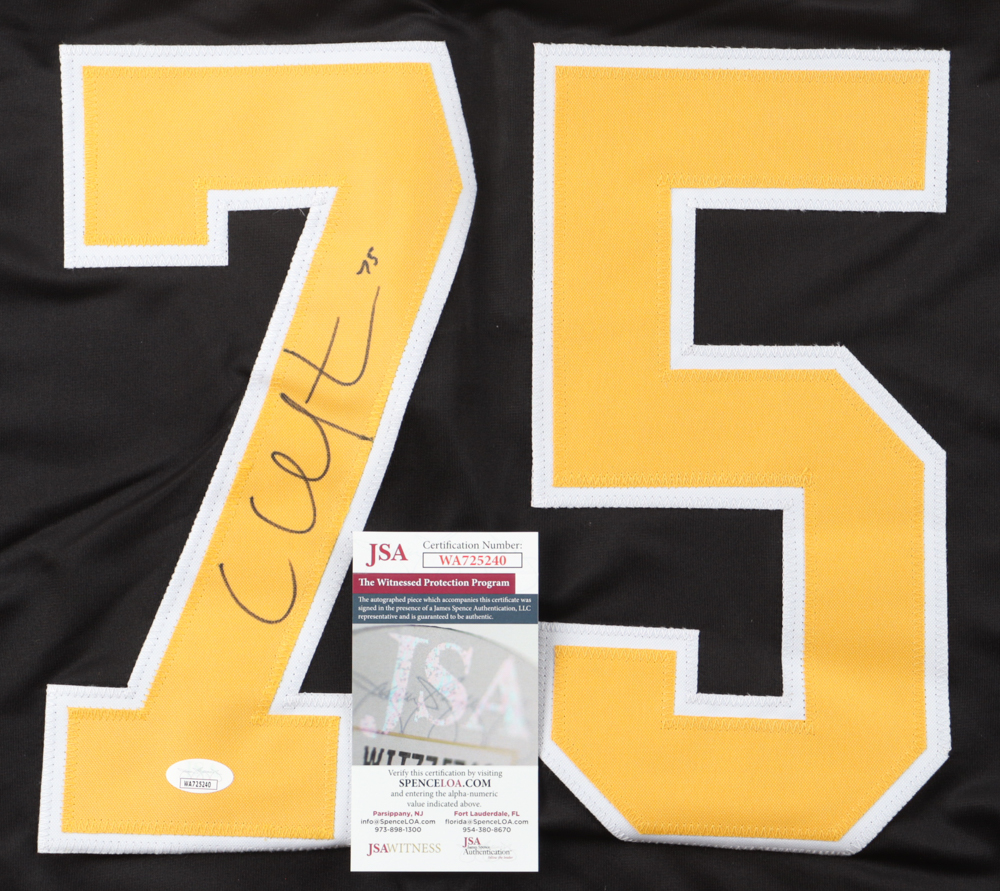 75
75
WA725240
JSA
Certification Number:
WA725240
The Witnessed Protection Program
The autographed piece which accompanies this certificate was
signed in the presence of a James Spence Authentication, LLC
representative and is guaranteed to be authentic.
JSA
Verify this certification by visiting
SPENCELOA.COM
and entering the alpha-numeric
value indicated above.
Parsippany, NJ
info@SpenceLOA.com
973-898-1300
Fort Lauderdale, FL
florida@SpenceLOA.com
954-380-8670
JSAWITNESS
JSA
Authentication